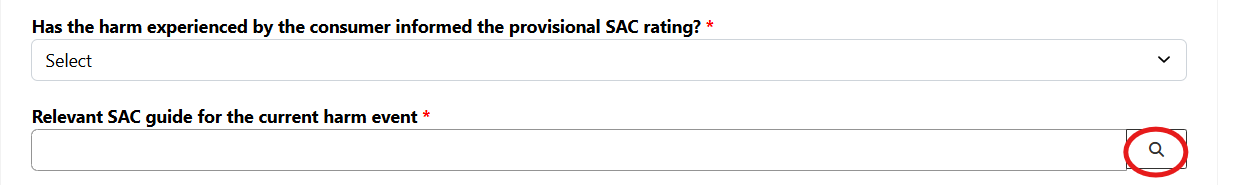 Has the harm experienced by the consumer informed the provisional SAC rating? *
Select
Relevant SAC guide for the current harm event *